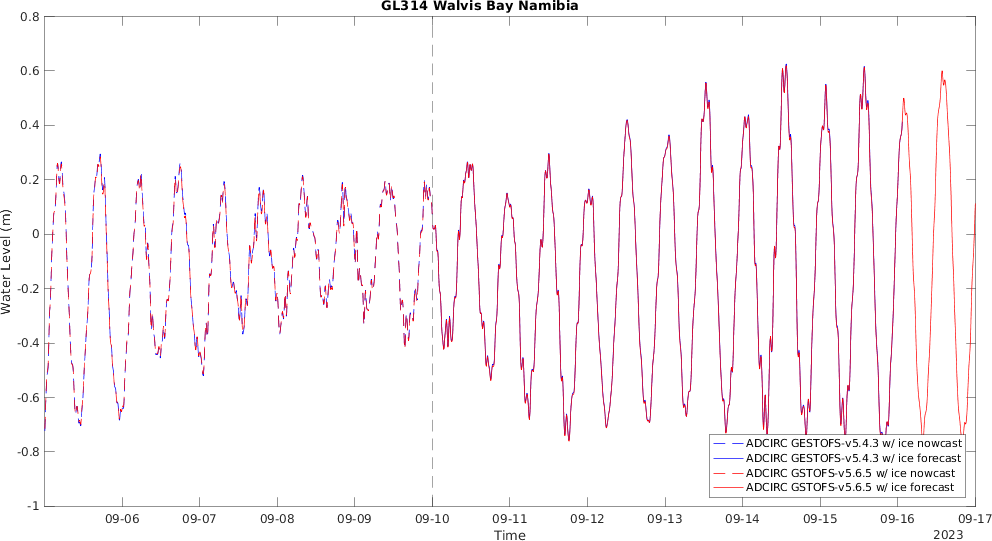 GL314 Walvis Bay Namibia
0.8
0.6
0.4
0.2
0
-0.2
-0.4
-0.6
-0.8
-1
Water Level (m)
ADCIRC GESTOFS-v5.4.3 w/ ice nowcast
ADCIRC GESTOFS-v5.4.3 w/ ice forecast
ADCIRC GSTOFS-v5.6.5 w/ ice nowcast
ADCIRC GSTOFS-v5.6.5 w/ ice forecast
09-06 09-07 09-08 09-09 09-10 09-11 09-12 09-13 09-14 09-15 09-16 09-17
Time
2023